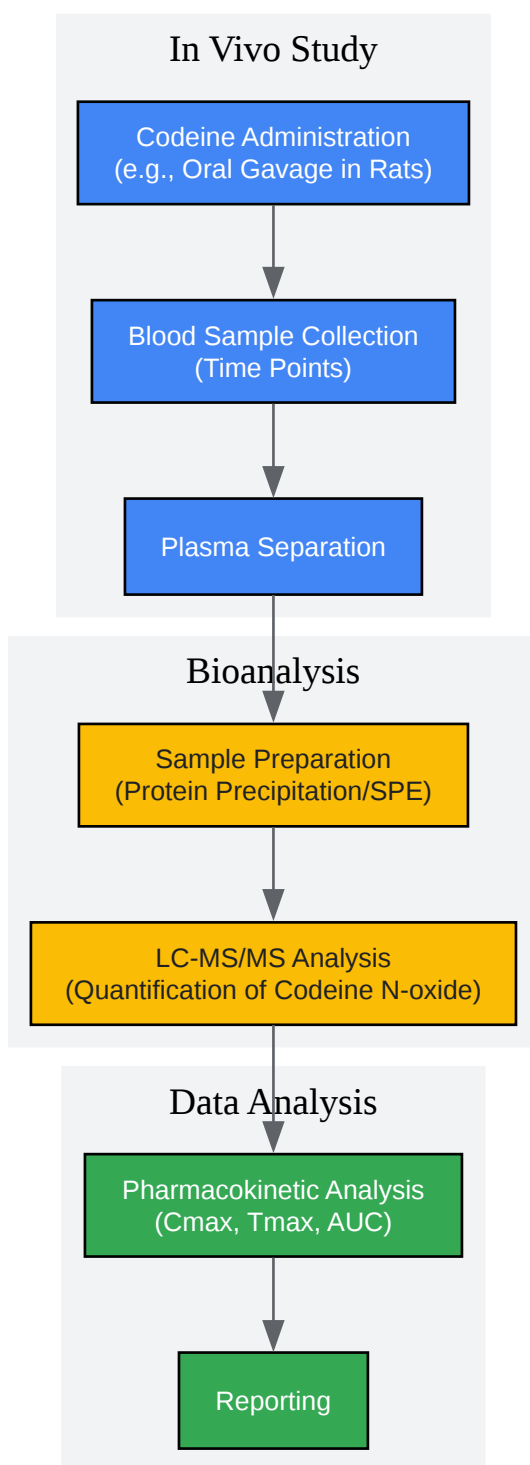 In Vivo Study
Codeine Administration
(e.g., Oral Gavage in Rats)
Blood Sample Collection
(Time Points)
Plasma Separation
Bioanalysis
Sample Preparation
(Protein Precipitation/SPE)
LC-MS/MS Analysis
(Quantification of Codeine N-oxide)
Data Analysis
Pharmacokinetic Analysis
(Cmax, Tmax, AUC)
Reporting